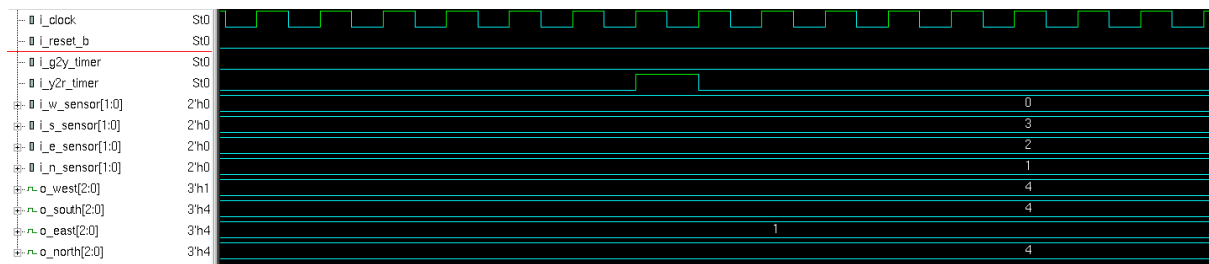 i_clock St0
i_reset_b St0
i_g2y_timer St0
i_y2r_timer St0
i_w_sensor[1:0] 2'h0 0
i_s_sensor[1:0] 2'h0 3
i_e_sensor[1:0] 2'h0 2
i_n_sensor[1:0] 2'h0 1
o_west[2:0] 3'h1 4
o_south[2:0] 3'h4 4
o_east[2:0] 3'h4 1
o_north[2:0] 3'h4 4